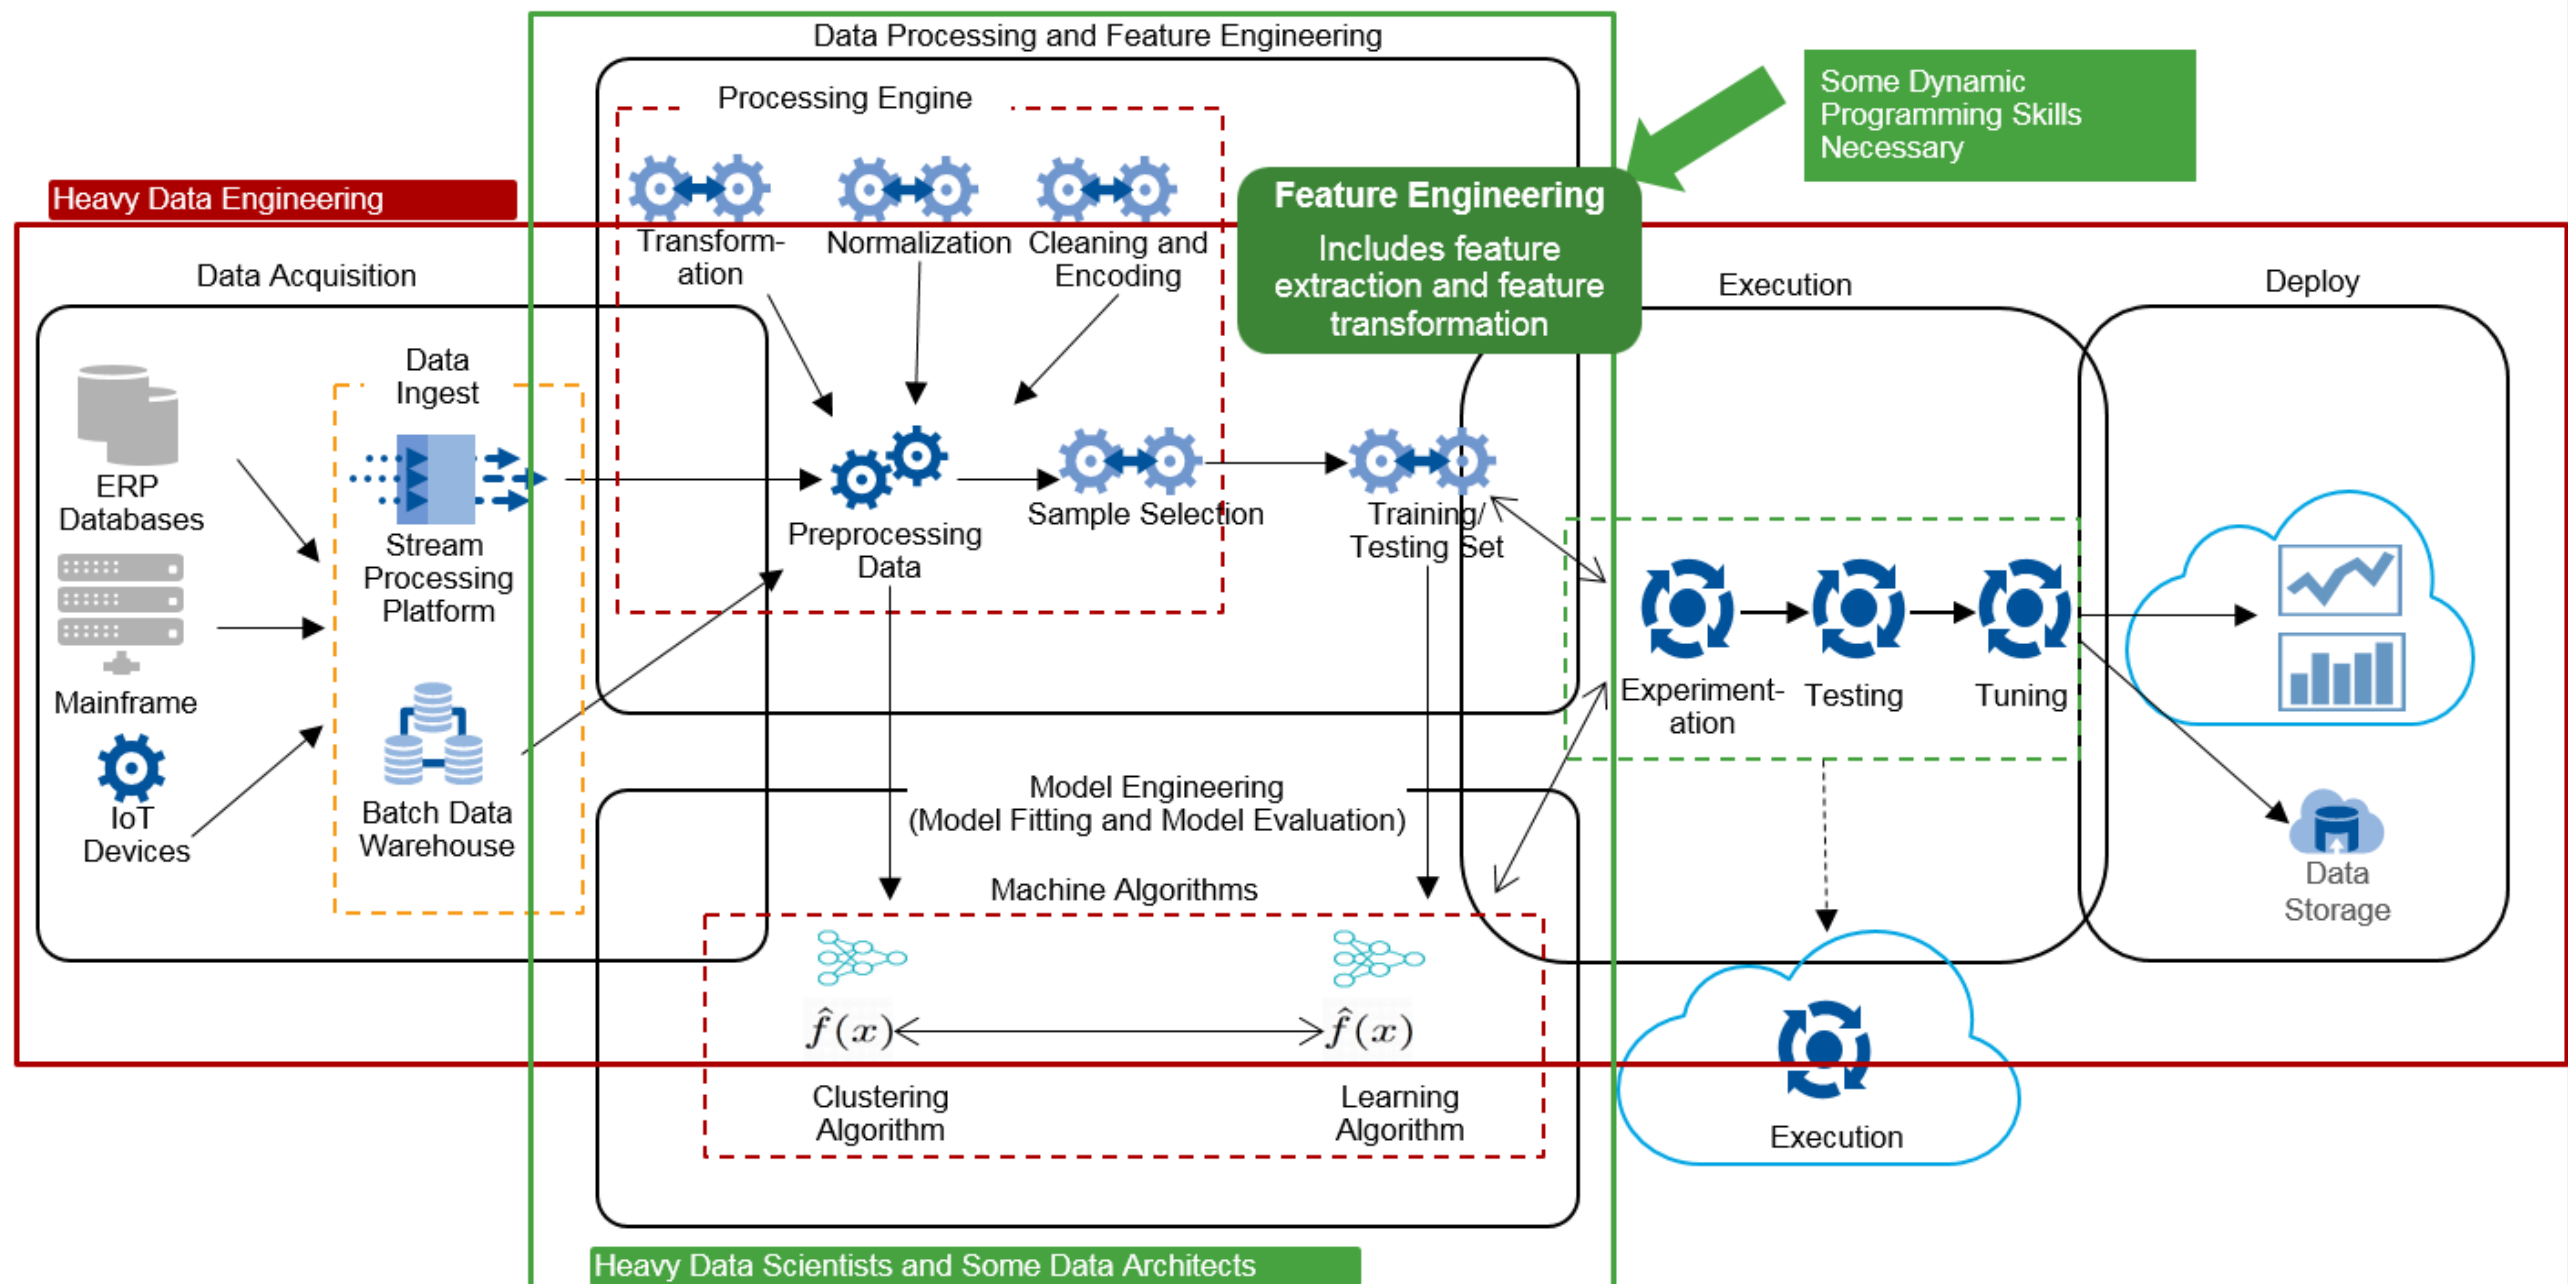 Data Processing and Feature Engineering
Some Dynamic
Programming Skills
Necessary
Processing Engine
Heavy Data Engineering
Feature Engineering
Includes feature
extraction and feature
transformation
Transform-
ation
Normalization
Cleaning and
Encoding
Data Acquisition
Execution
Deploy
Data
Ingest
ERP
Databases
Stream
Processing
Platform
Preprocessing
Data
Sample Selection
Training/
Testing Set
Mainframe
Experiment-
ation
Testing
Tuning
IoT
Devices
Batch Data
Warehouse
Model Engineering
(Model Fitting and Model Evaluation)
Machine Algorithms
Data
Storage
f̂(x)
f̂(x)
Clustering
Algorithm
Learning
Algorithm
Execution
Heavy Data Scientists and Some Data Architects